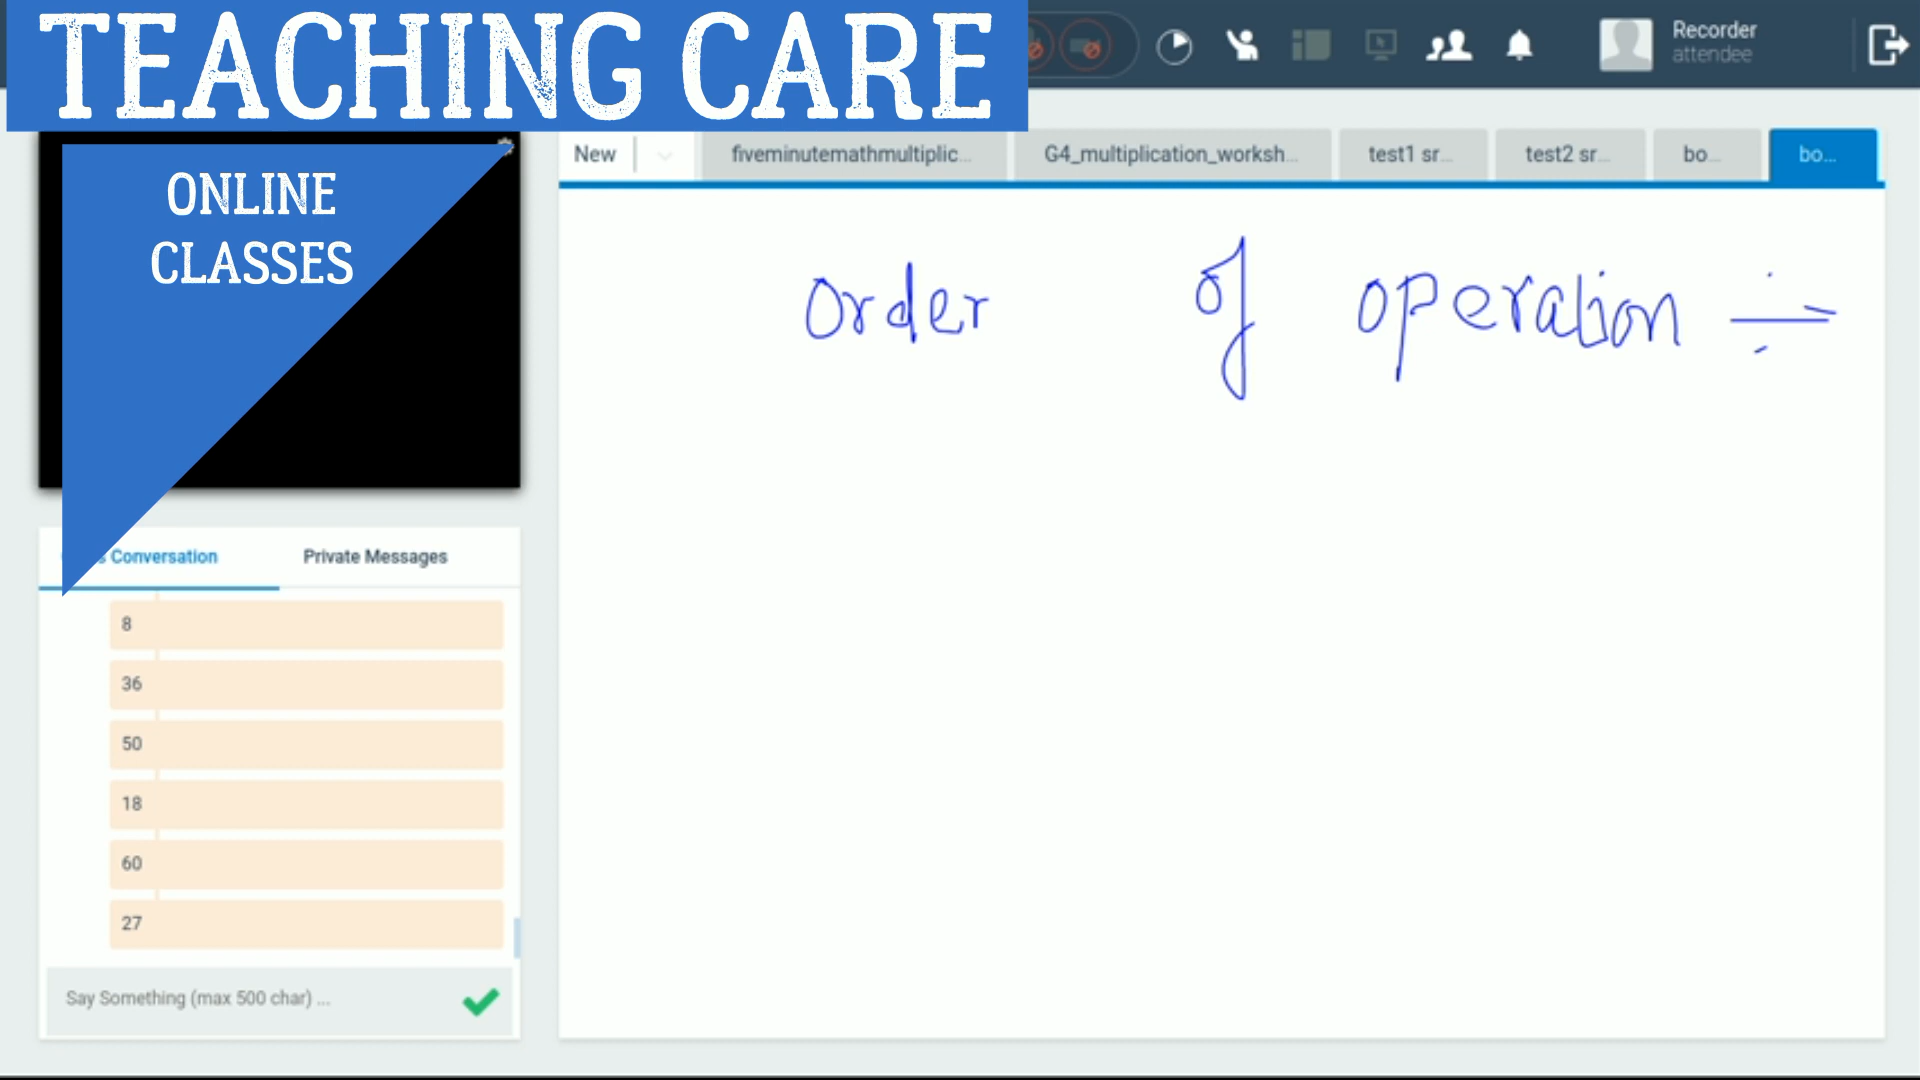 TEACHING CARE
Recorder
attendee
ONLINE
CLASSES
New
fiveminutemathmultiplic...
G4_multiplication_worksh...
test1 sr...
test2 sr...
bo...
bo...
order of operation :-
Conversation
Private Messages
8
36
50
18
60
27
Say Something (max 500 char) ...